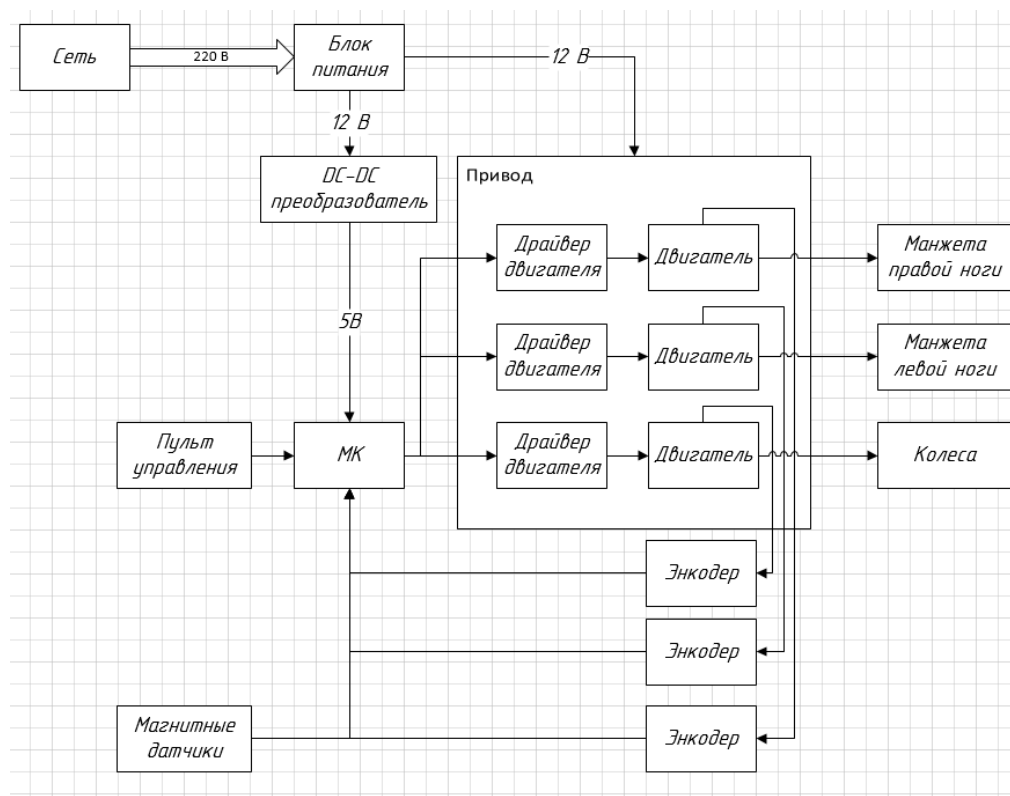 Сеть
220 В
Блок
питания
12 В
12 В
DC-DC
преобразователь
Привод
Драйвер
двигателя
Двигатель
Манжета
правой ноги
5В
Драйвер
двигателя
Двигатель
Манжета
левой ноги
Пульт
управления
МК
Драйвер
двигателя
Двигатель
Колеса
Энкодер
Энкодер
Магнитные
датчики
Энкодер